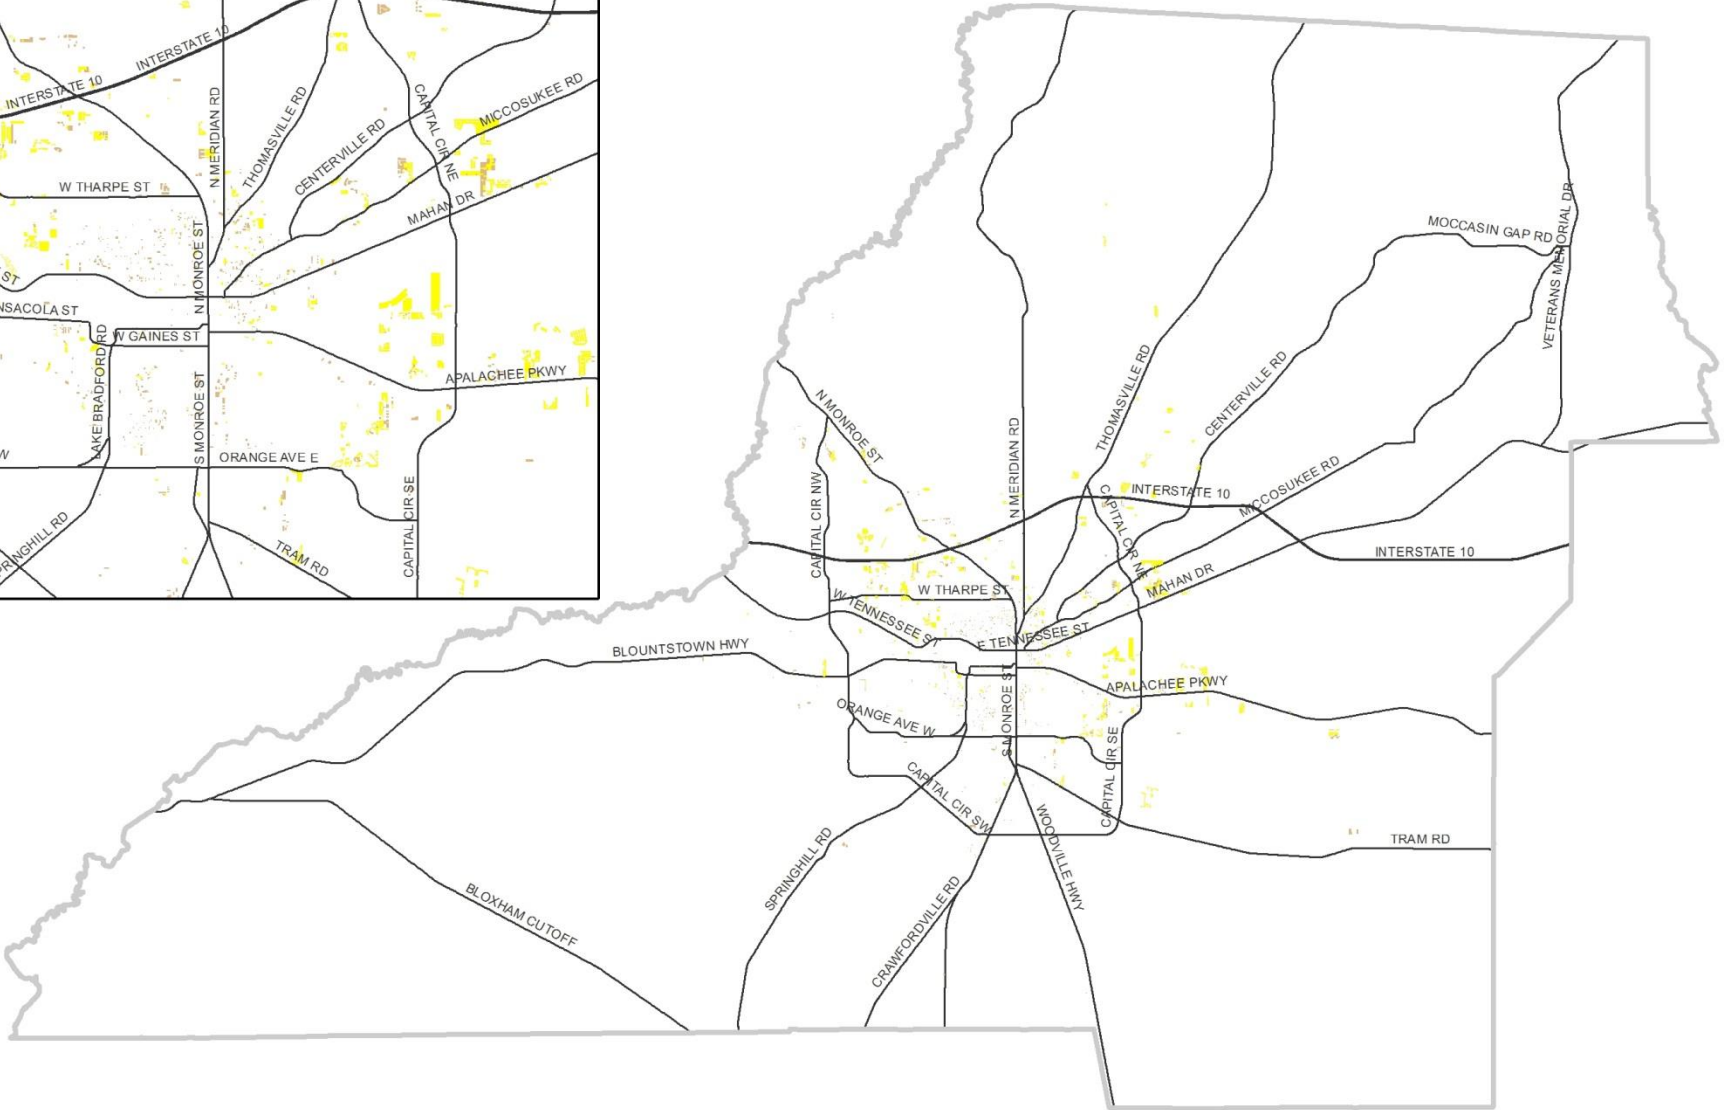 INTERSTATE 10
INTERSTATE 10
N MERIDIAN RD
THOMASVILLE RD
CAPITAL CIR NE
CENTERVILLE RD
MICCOSUKEE RD
W THARPE ST
MAHAN DR
N MONROE ST
ST
NSACOLA ST
W GAINES ST
LAKE BRADFORD RD
APALACHEE PKWY
S MONROE ST
W
ORANGE AVE E
CAPITAL CIR SE
RINGHILL RD
TRAM RD
MOCCASIN GAP RD
VETERANS MEMORIAL DR
THOMASVILLE RD
CENTERVILLE RD
N MONROE ST
N MERIDIAN RD
MICCOSUKEE RD
CAPITAL CIR NW
INTERSTATE 10
CAPITAL CIR NE
INTERSTATE 10
W THARPE ST
MAHAN DR
W TENNESSEE ST
E TENNESSEE ST
BLOUNTSTOWN HWY
APALACHEE PKWY
ORANGE AVE W
S MONROE ST
CAPITAL CIR SE
CAPITAL CIR SW
WOODVILLE HWY
TRAM RD
SPRINGHILL RD
CRAWFORDVILLE RD
BLOXHAM CUTOFF